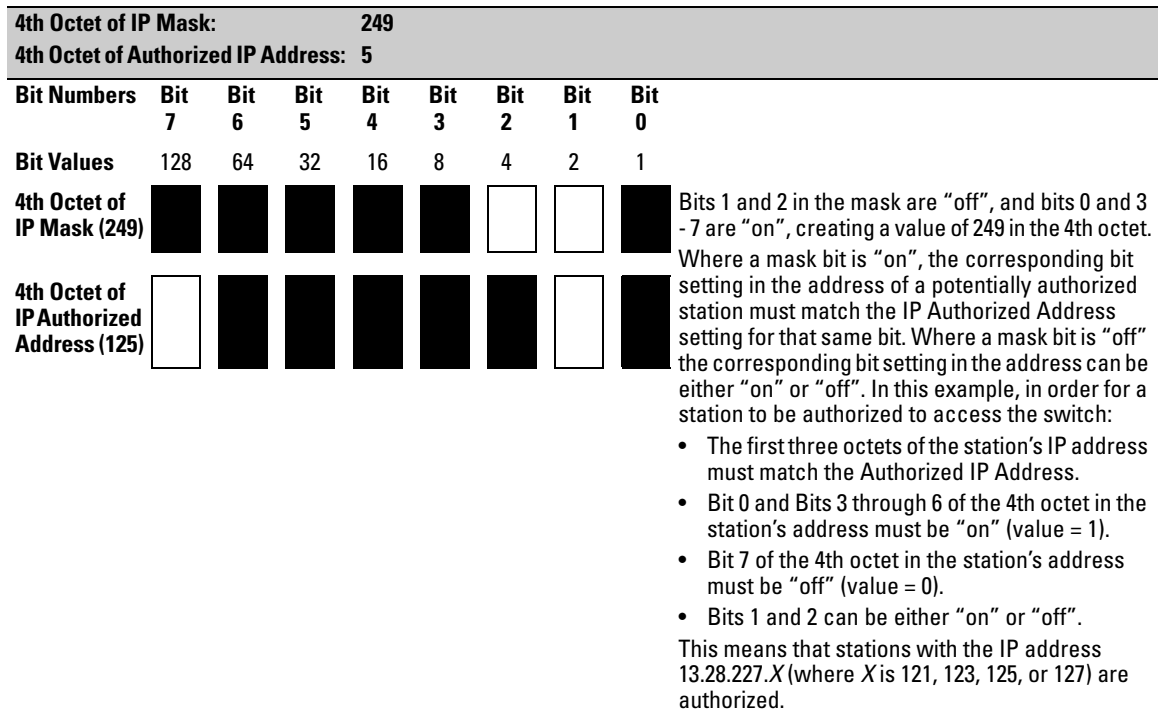 4th Octet of IP Mask: 249
4th Octet of Authorized IP Address: 5
Bit Numbers Bit Bit Bit Bit Bit Bit Bit Bit
7 6 5 4 3 2 1 0
Bit Values 128 64 32 16 8 4 2 1
4th Octet of
IP Mask (249)
4th Octet of
IP Authorized
Address (125)
Bits 1 and 2 in the mask are “off”, and bits 0 and 3
- 7 are “on”, creating a value of 249 in the 4th octet.
Where a mask bit is “on”, the corresponding bit
setting in the address of a potentially authorized
station must match the IP Authorized Address
setting for that same bit. Where a mask bit is “off”
the corresponding bit setting in the address can be
either “on” or “off”. In this example, in order for a
station to be authorized to access the switch:
• The first three octets of the station’s IP address
must match the Authorized IP Address.
• Bit 0 and Bits 3 through 6 of the 4th octet in the
station’s address must be “on” (value = 1).
• Bit 7 of the 4th octet in the station’s address
must be “off” (value = 0).
• Bits 1 and 2 can be either “on” or “off”.
This means that stations with the IP address
13.28.227.X (where X is 121, 123, 125, or 127) are
authorized.